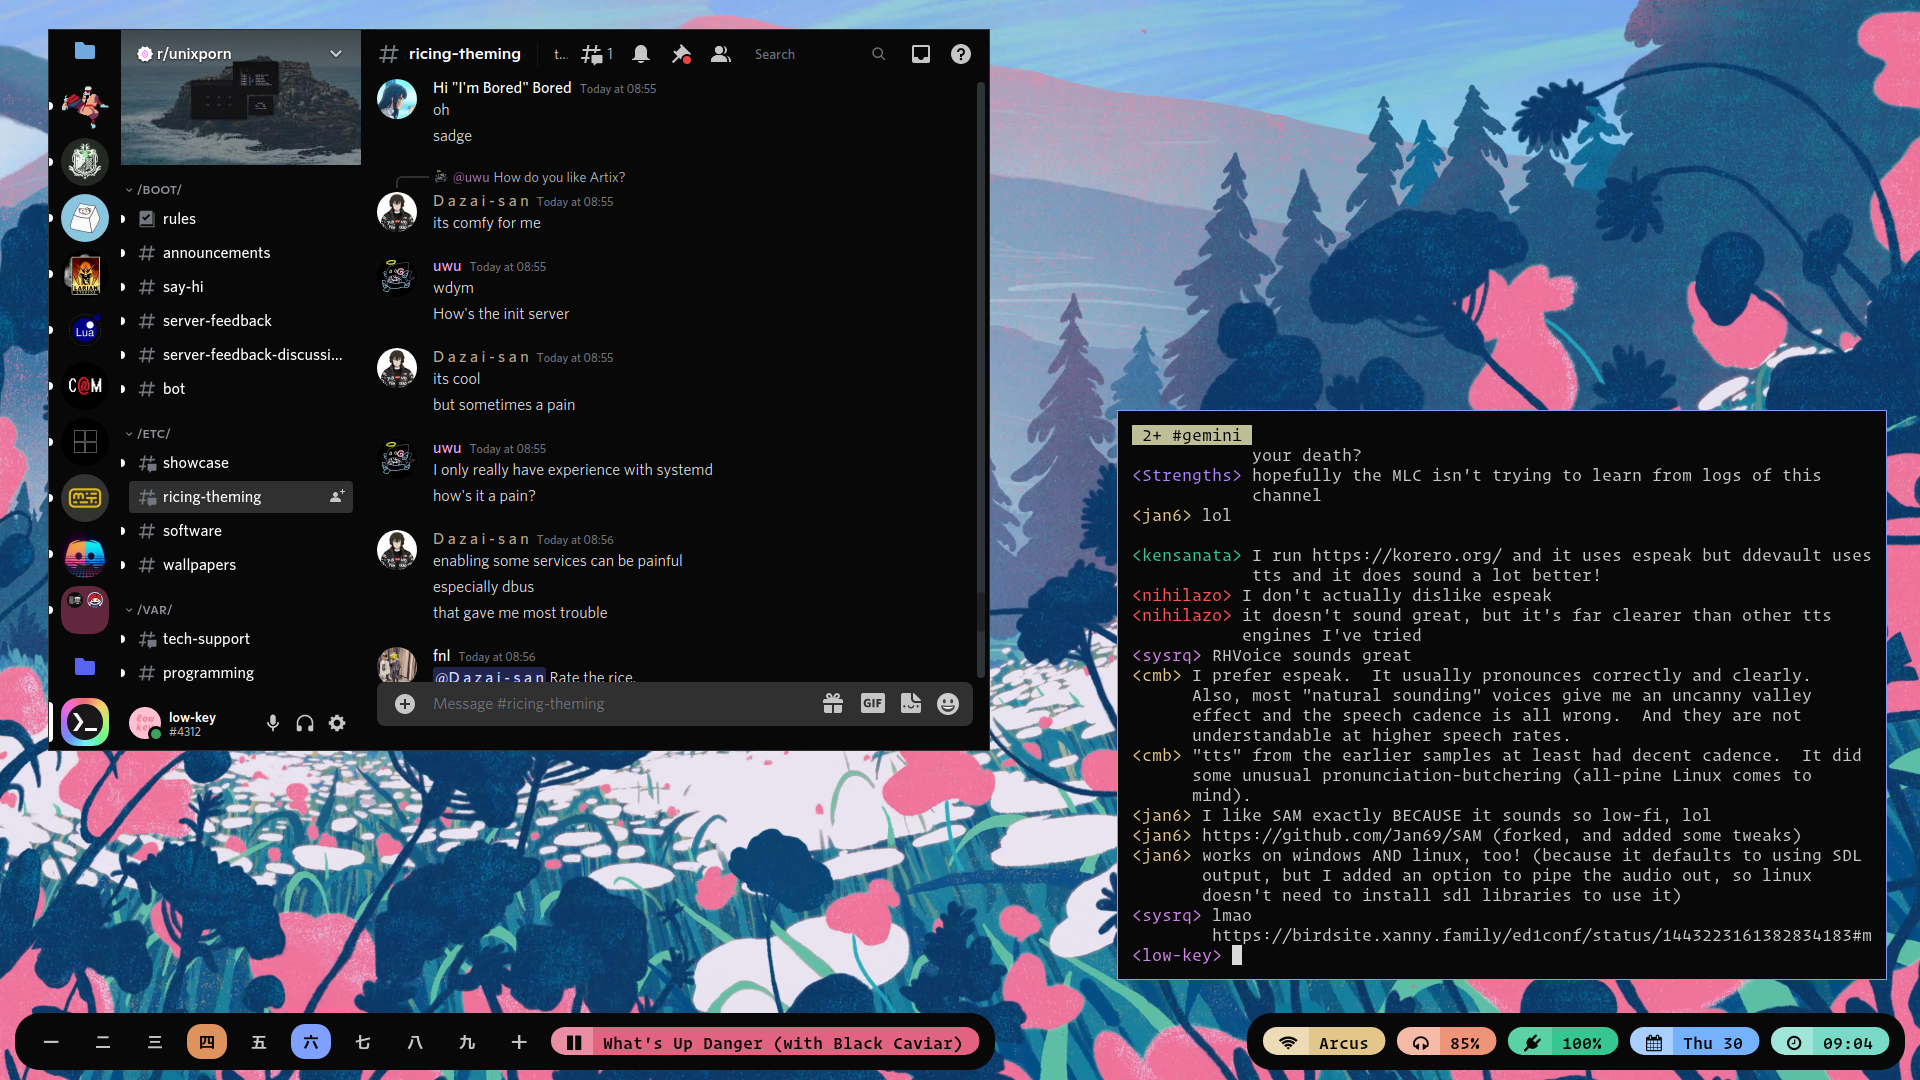 r/unixporn
/BOOT/
rules
announcements
say-hi
server-feedback
server-feedback-discussi...
bot
/ETC/
showcase
ricing-theming
software
wallpapers
/VAR/
tech-support
programming
Lua
C@M
low-key
#4312
ricing-theming
t...
1
Search
Hi "I'm Bored" Bored Today at 08:55
oh
sadge
@uwu How do you like Artix?
Dazai-san Today at 08:55
its comfy for me
uwu Today at 08:55
wdym
How's the init server
Dazai-san Today at 08:55
its cool
but sometimes a pain
uwu Today at 08:55
I only really have experience with systemd
how's it a pain?
Dazai-san Today at 08:56
enabling some services can be painful
especially dbus
that gave me most trouble
fnl Today at 08:56
@Dazai-san Rate the rice.
Message #ricing-theming
GIF
2+ #gemini
your death?
<Strengths> hopefully the MLC isn't trying to learn from logs of this
channel
<jan6> lol
<kensanata> I run https://korero.org/ and it uses espeak but ddevault uses
tts and it does sound a lot better!
<nihilazo> I don't actually dislike espeak
<nihilazo> it doesn't sound great, but it's far clearer than other tts
engines I've tried
<sysrq> RHVoice sounds great
<cmb> I prefer espeak.  It usually pronounces correctly and clearly.
Also, most "natural sounding" voices give me an uncanny valley
effect and the speech cadence is all wrong.  And they are not
understandable at higher speech rates.
<cmb> "tts" from the earlier samples at least had decent cadence.  It did
some unusual pronunciation-butchering (all-pine Linux comes to
mind).
<jan6> I like SAM exactly BECAUSE it sounds so low-fi, lol
<jan6> https://github.com/Jan69/SAM (forked, and added some tweaks)
<jan6> works on windows AND linux, too! (because it defaults to using SDL
output, but I added an option to pipe the audio out, so linux
doesn't need to install sdl libraries to use it)
<sysrq> lmao
https://birdsite.xanny.family/ed1conf/status/1443223161382834183#m
<low-key>
一 二 三 四 五 六 七 八 九 十
What's Up Danger (with Black Caviar)
Arcus
85%
100%
Thu 30
09:04